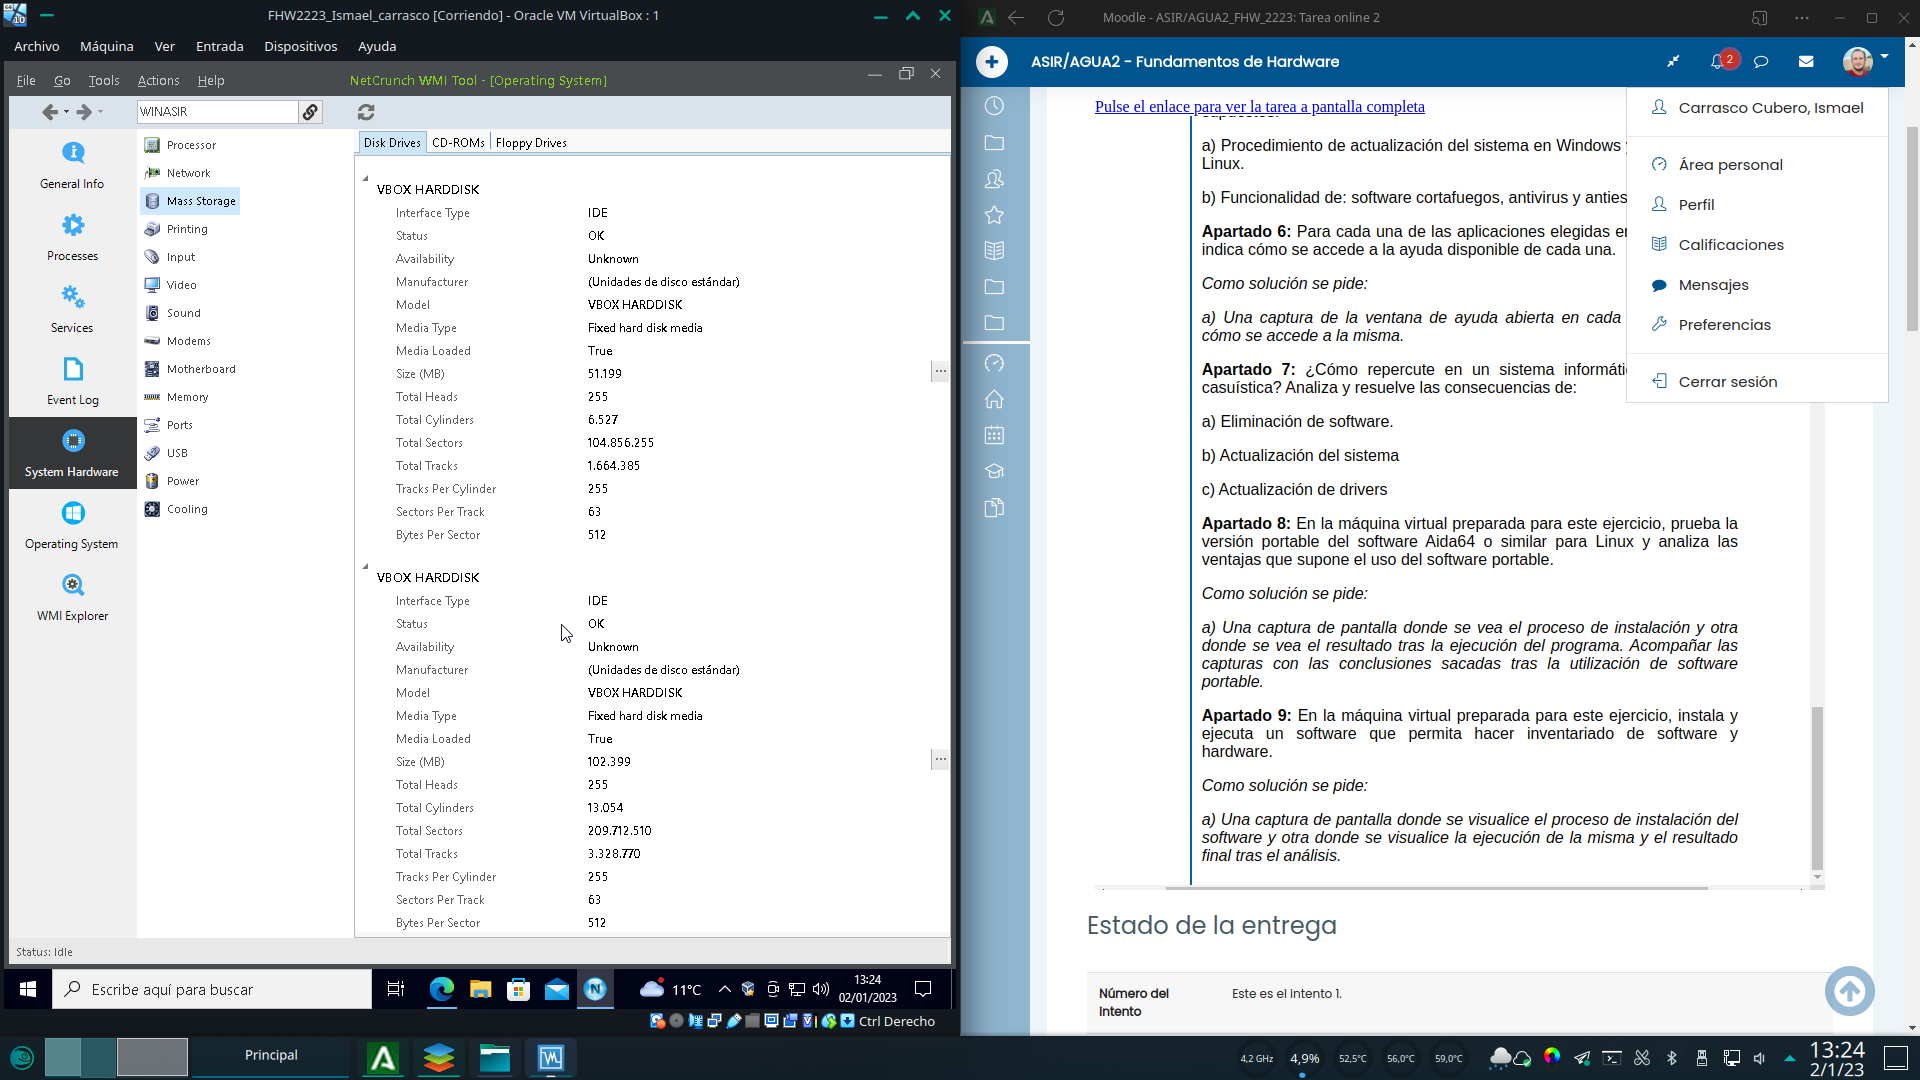 FHW2223_Ismael_carrasco [Corriendo] - Oracle VM VirtualBox : 1
Archivo Máquina Ver Entrada Dispositivos Ayuda
File Go Tools Actions Help
NetCrunch WMI Tool - [Operating System]
WINASIR
General Info
Processes
Services
Event Log
System Hardware
Operating System
WMI Explorer
Processor
Network
Mass Storage
Printing
Input
Video
Sound
Modems
Motherboard
Memory
Ports
USB
Power
Cooling
Disk Drives CD-ROMs Floppy Drives
VBOX HARDDISK
Interface Type IDE
Status OK
Availability Unknown
Manufacturer (Unidades de disco estándar)
Model VBOX HARDDISK
Media Type Fixed hard disk media
Media Loaded True
Size (MB) 51.199
Total Heads 255
Total Cylinders 6.527
Total Sectors 104.856.255
Total Tracks 1.664.385
Tracks Per Cylinder 255
Sectors Per Track 63
Bytes Per Sector 512
VBOX HARDDISK
Interface Type IDE
Status OK
Availability Unknown
Manufacturer (Unidades de disco estándar)
Model VBOX HARDDISK
Media Type Fixed hard disk media
Media Loaded True
Size (MB) 102.399
Total Heads 255
Total Cylinders 13.054
Total Sectors 209.712.510
Total Tracks 3.328.770
Tracks Per Cylinder 255
Sectors Per Track 63
Bytes Per Sector 512
Status: Idle
Escribe aquí para buscar
11°C
13:24
02/01/2023
Ctrl Derecho
Moodle - ASIR/AGUA2_FHW_2223: Tarea online 2
ASIR/AGUA2 - Fundamentos de Hardware
2
Pulse el enlace para ver la tarea a pantalla completa
supuestos:
a) Procedimiento de actualización del sistema en Windows y
Linux.
b) Funcionalidad de: software cortafuegos, antivirus y anties
Apartado 6: Para cada una de las aplicaciones elegidas en
indica cómo se accede a la ayuda disponible de cada una.
Como solución se pide:
a) Una captura de la ventana de ayuda abierta en cada
cómo se accede a la misma.
Apartado 7: ¿Cómo repercute en un sistema informáti
casuística? Analiza y resuelve las consecuencias de:
a) Eliminación de software.
b) Actualización del sistema
c) Actualización de drivers
Apartado 8: En la máquina virtual preparada para este ejercicio, prueba la
versión portable del software Aida64 o similar para Linux y analiza las
ventajas que supone el uso del software portable.
Como solución se pide:
a) Una captura de pantalla donde se vea el proceso de instalación y otra
donde se vea el resultado tras la ejecución del programa. Acompañar las
capturas con las conclusiones sacadas tras la utilización de software
portable.
Apartado 9: En la máquina virtual preparada para este ejercicio, instala y
ejecuta un software que permita hacer inventariado de software y
hardware.
Como solución se pide:
a) Una captura de pantalla donde se visualice el proceso de instalación del
software y otra donde se visualice la ejecución de la misma y el resultado
final tras el análisis.
Carrasco Cubero, Ismael
Área personal
Perfil
Calificaciones
Mensajes
Preferencias
Cerrar sesión
Estado de la entrega
Número del
Intento
Este es el intento 1.
Principal
4,2 GHz
4,9%
52,5°C
56,0°C
59,0°C
13:24
2/1/23